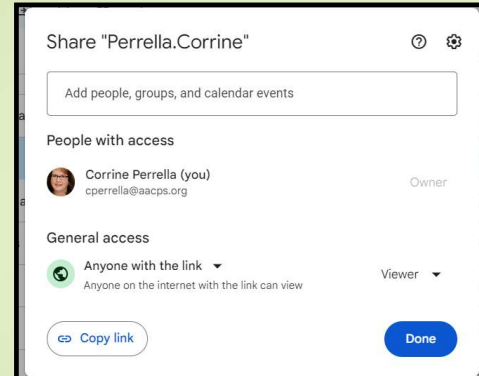 Share "Perrella.Corrine"
Add people, groups, and calendar events
People with access
Corrine Perrella (you)
cperrella@aacps.org
Owner
General access
Anyone with the link
Anyone on the internet with the link can view
Viewer
Copy link
Done